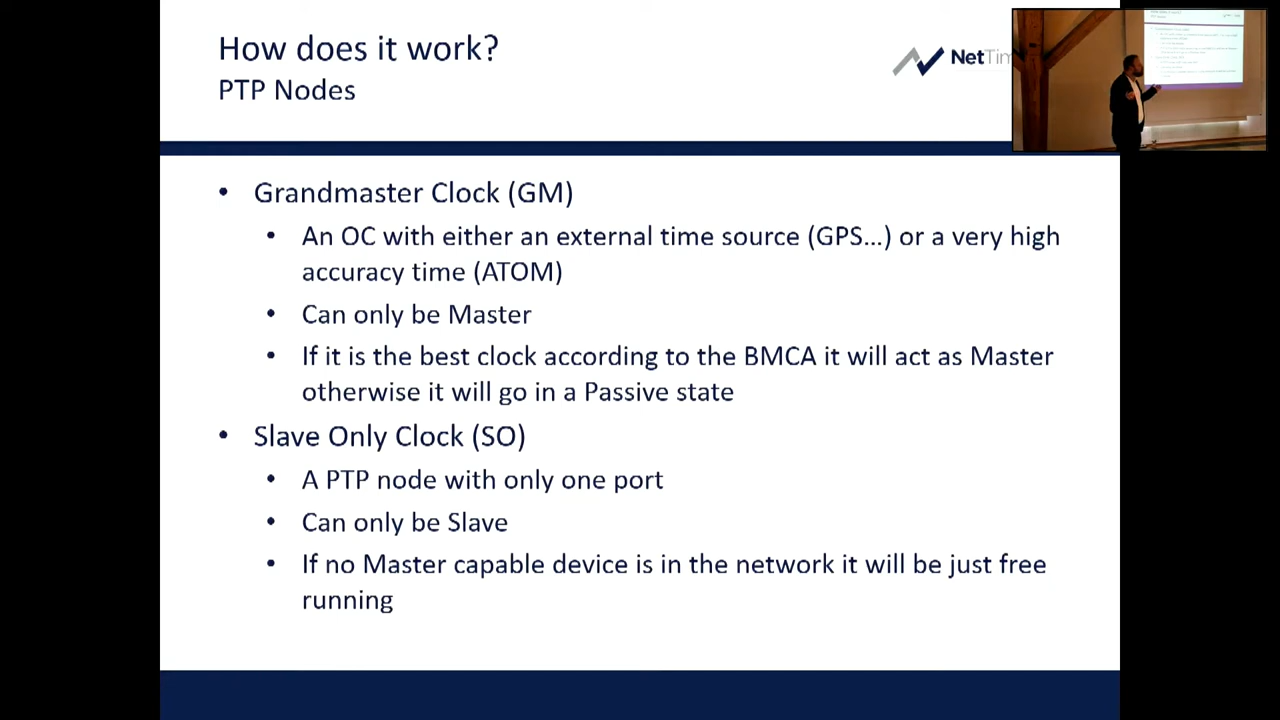 How does it work?
PTP Nodes
NetTim
• Grandmaster Clock (GM)
• An OC with either an external time source (GPS…) or a very high
accuracy time (ATOM)
• Can only be Master
• If it is the best clock according to the BMCA it will act as Master
otherwise it will go in a Passive state
• Slave Only Clock (SO)
• A PTP node with only one port
• Can only be Slave
• If no Master capable device is in the network it will be just free
running